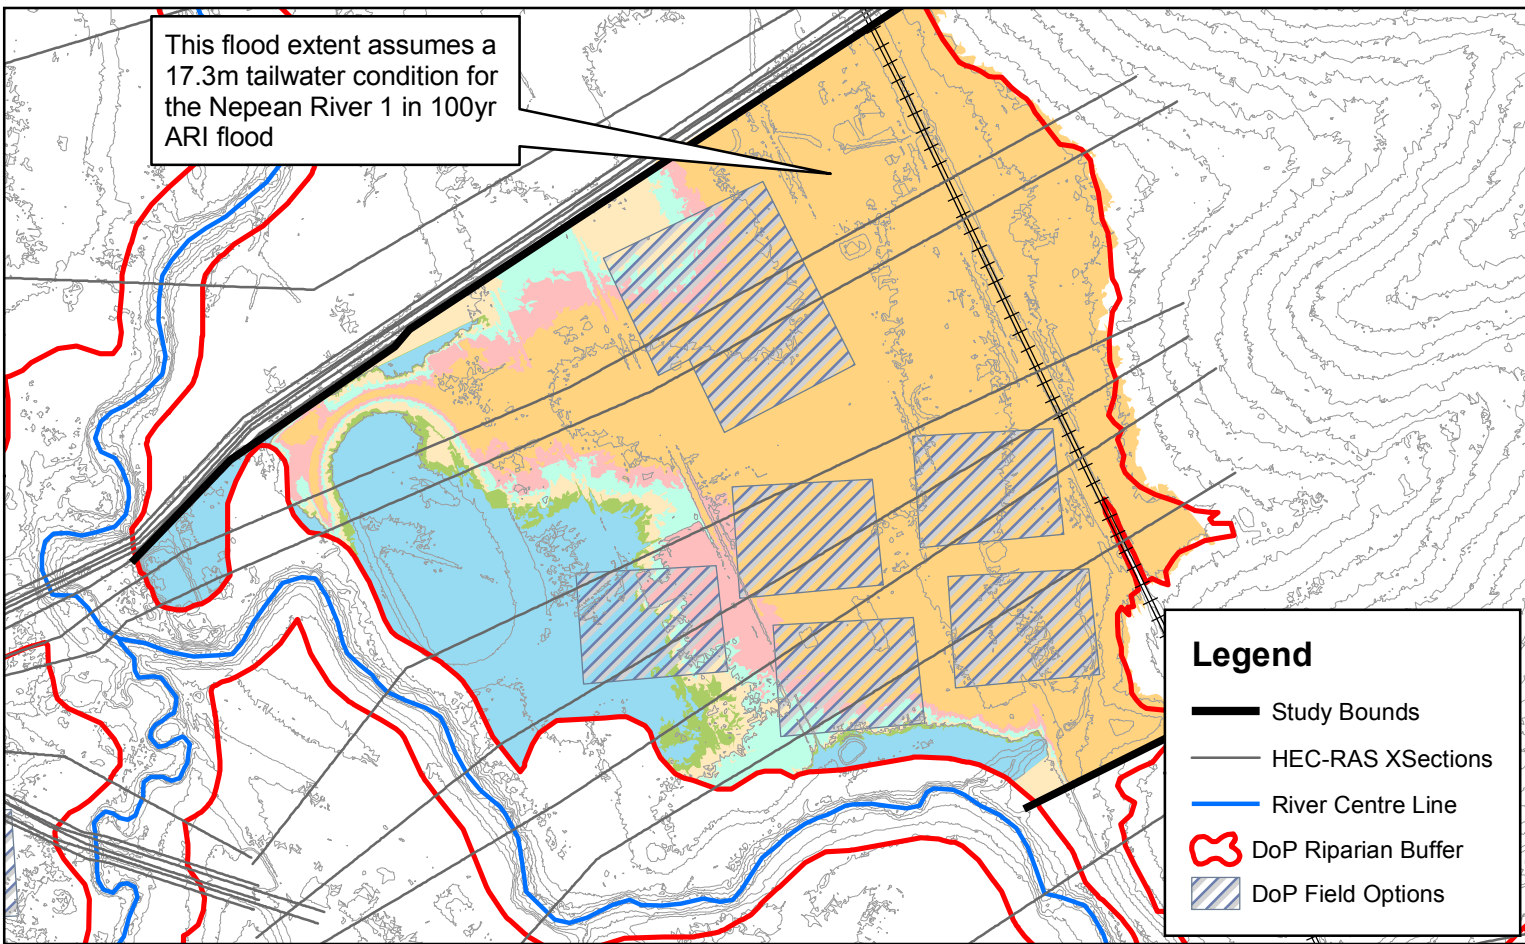 This flood extent assumes a
17.3m tailwater condition for
the Nepean River 1 in 100yr
ARI flood
Legend
Study Bounds
HEC-RAS XSections
River Centre Line
DoP Riparian Buffer
DoP Field Options